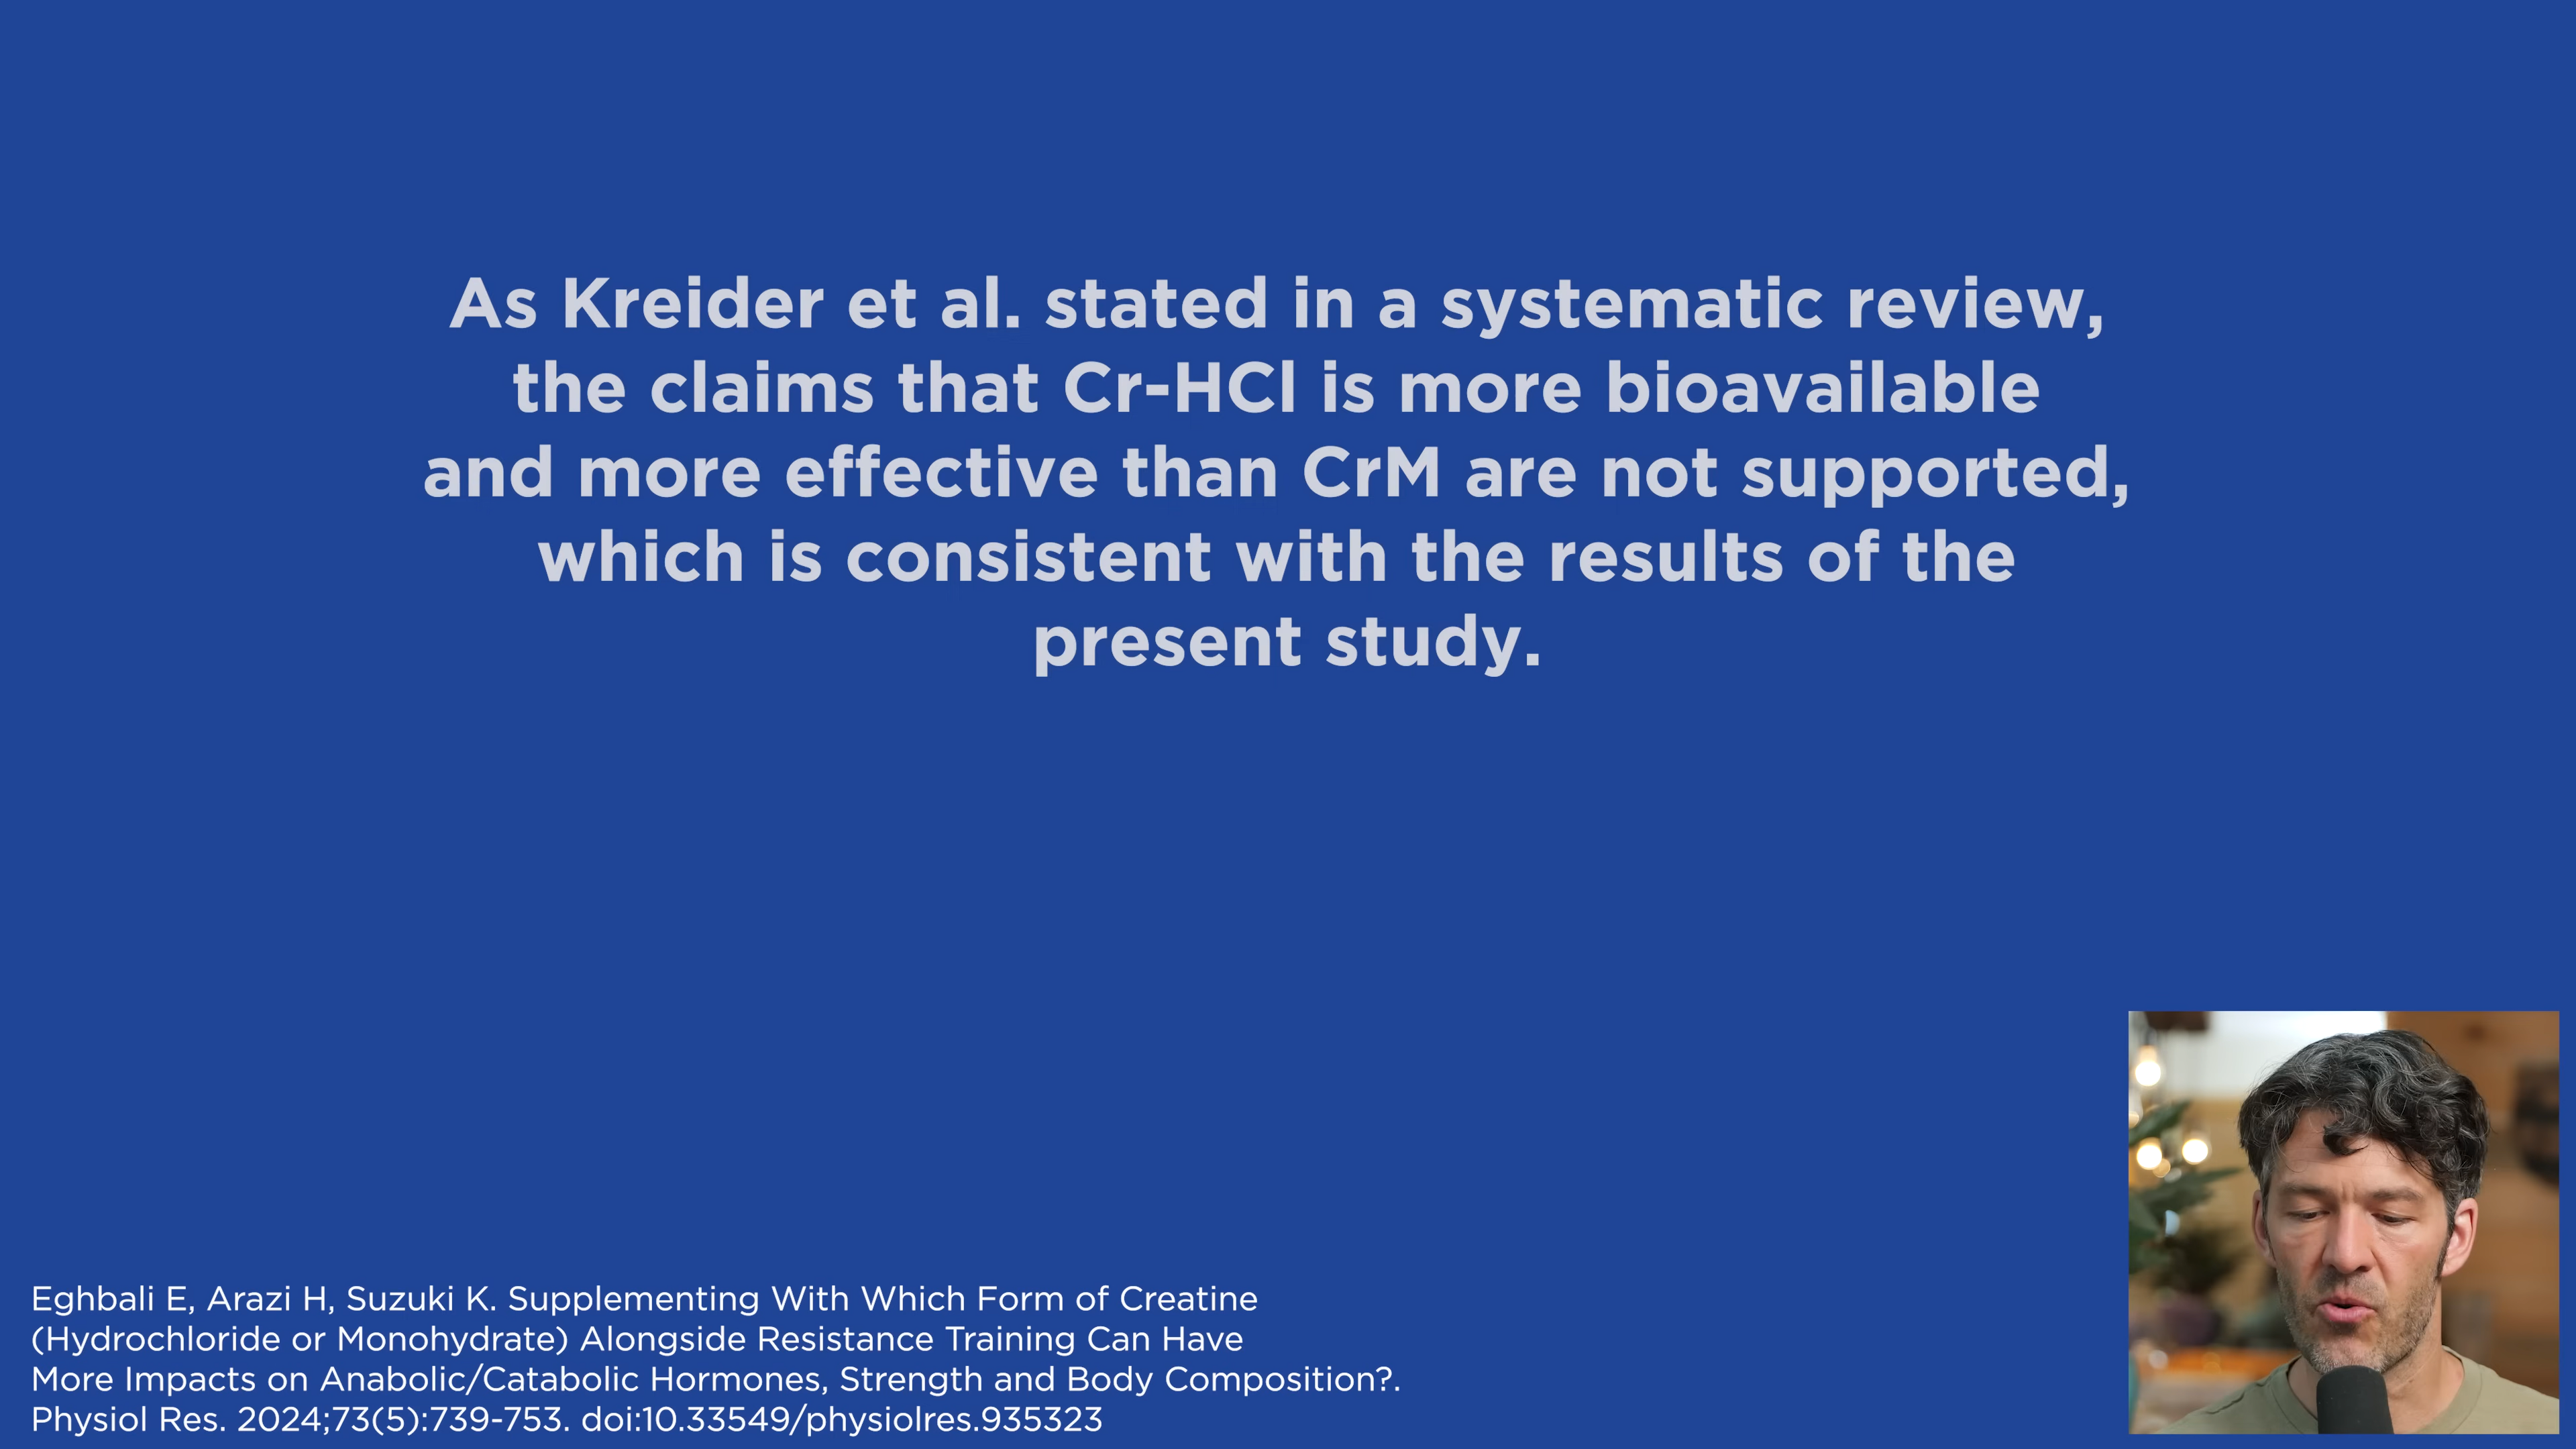 As Kreider et al. stated in a systematic review,
the claims that Cr-HCl is more bioavailable
and more effective than CrM are not supported,
which is consistent with the results of the
present study.
Eghbali E, Arazi H, Suzuki K. Supplementing With Which Form of Creatine
(Hydrochloride or Monohydrate) Alongside Resistance Training Can Have
More Impacts on Anabolic/Catabolic Hormones, Strength and Body Composition?.
Physiol Res. 2024;73(5):739-753. doi:10.33549/physiolres.935323